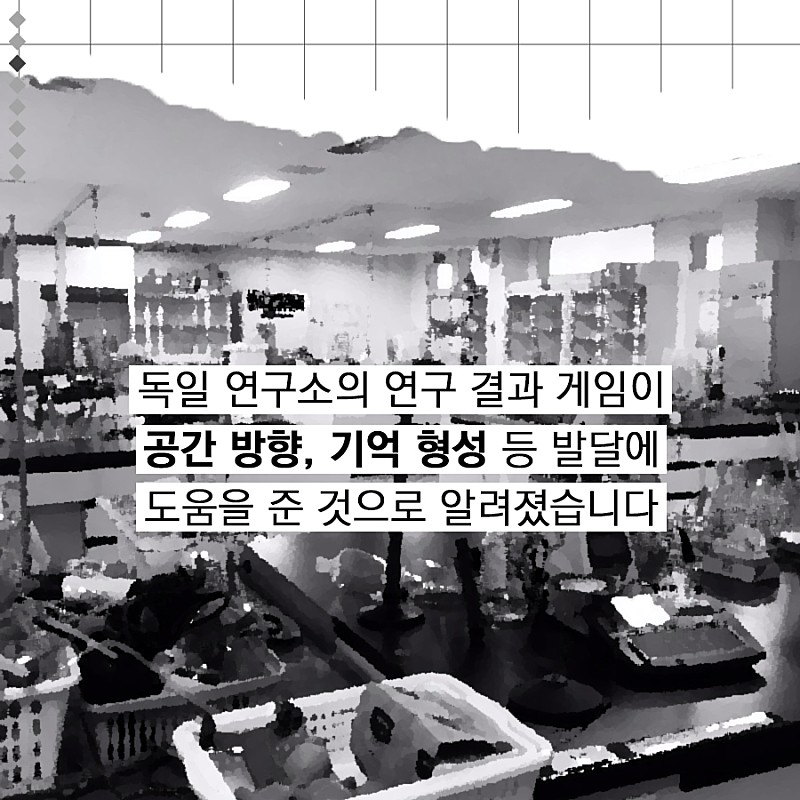 독일 연구소의 연구 결과 게임이
공간 방향, 기억 형성 등 발달에
도움을 준 것으로 알려졌습니다